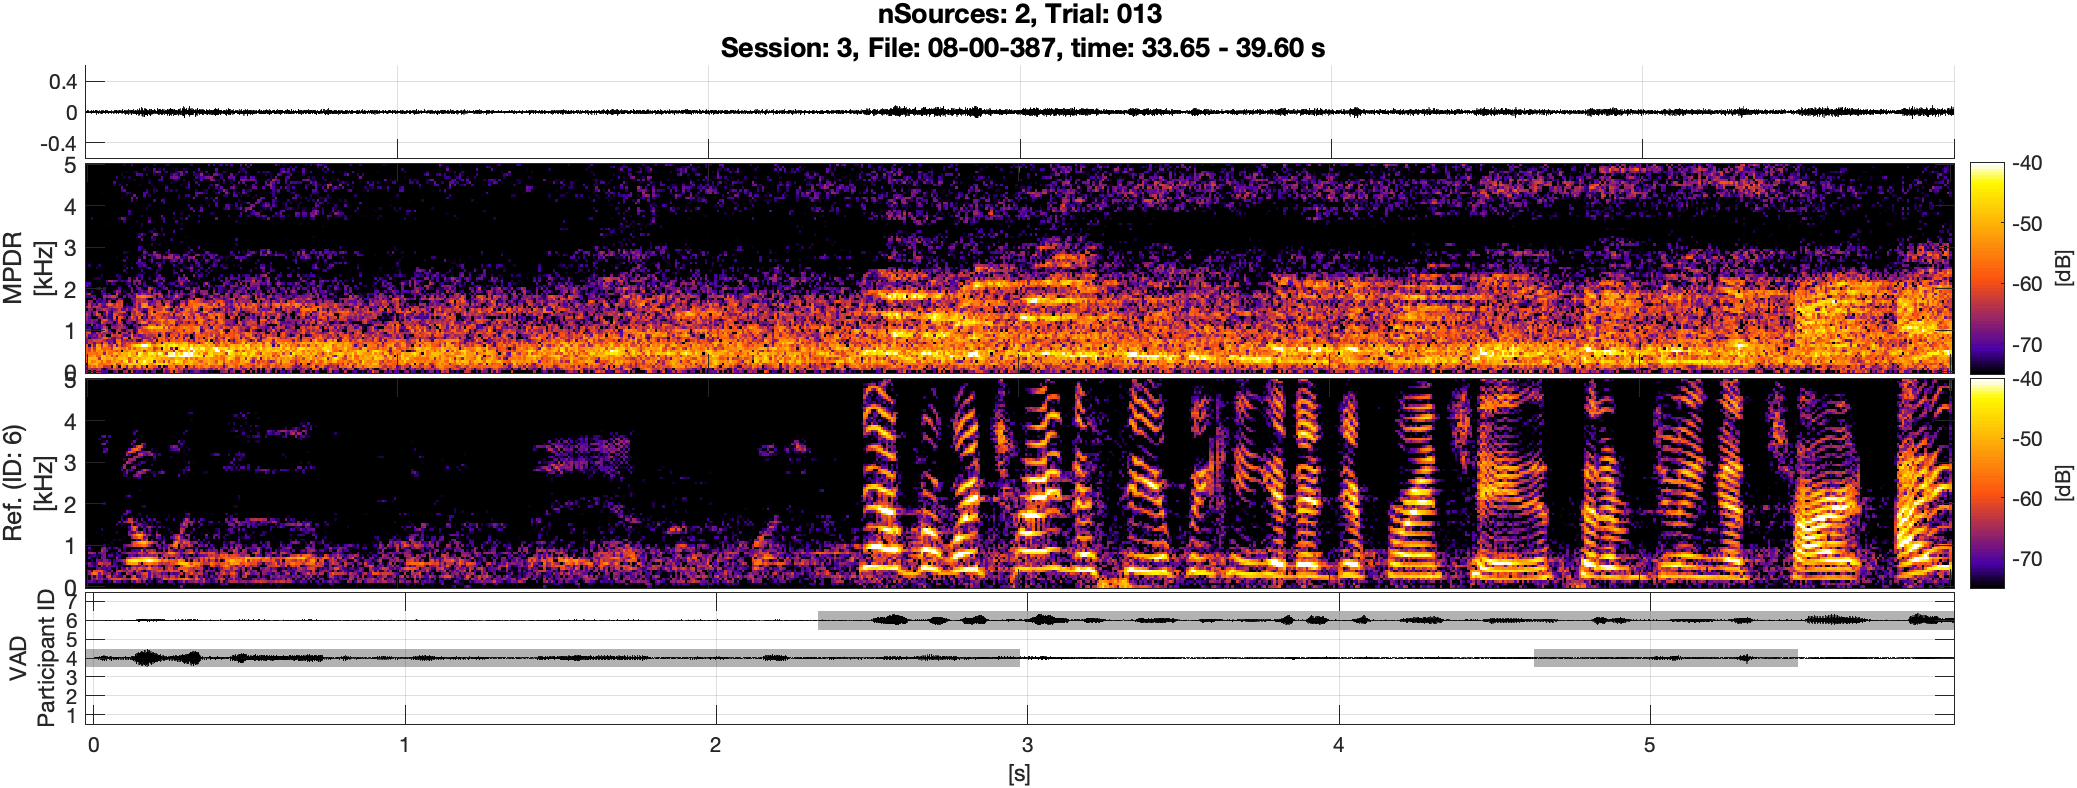 nSources: 2, Trial: 013
Session: 3, File: 08-00-387, time: 33.65 - 39.60 s
0.4
0
-0.4
MPDR
[kHz]
5
4
3
2
1
0
-40
-50
-60
-70
[dB]
Ref. (ID: 6)
[kHz]
5
4
3
2
1
0
-40
-50
-60
-70
[dB]
VAD
Participant ID
7
6
5
4
3
2
1
0 1 2 3 4 5
[s]